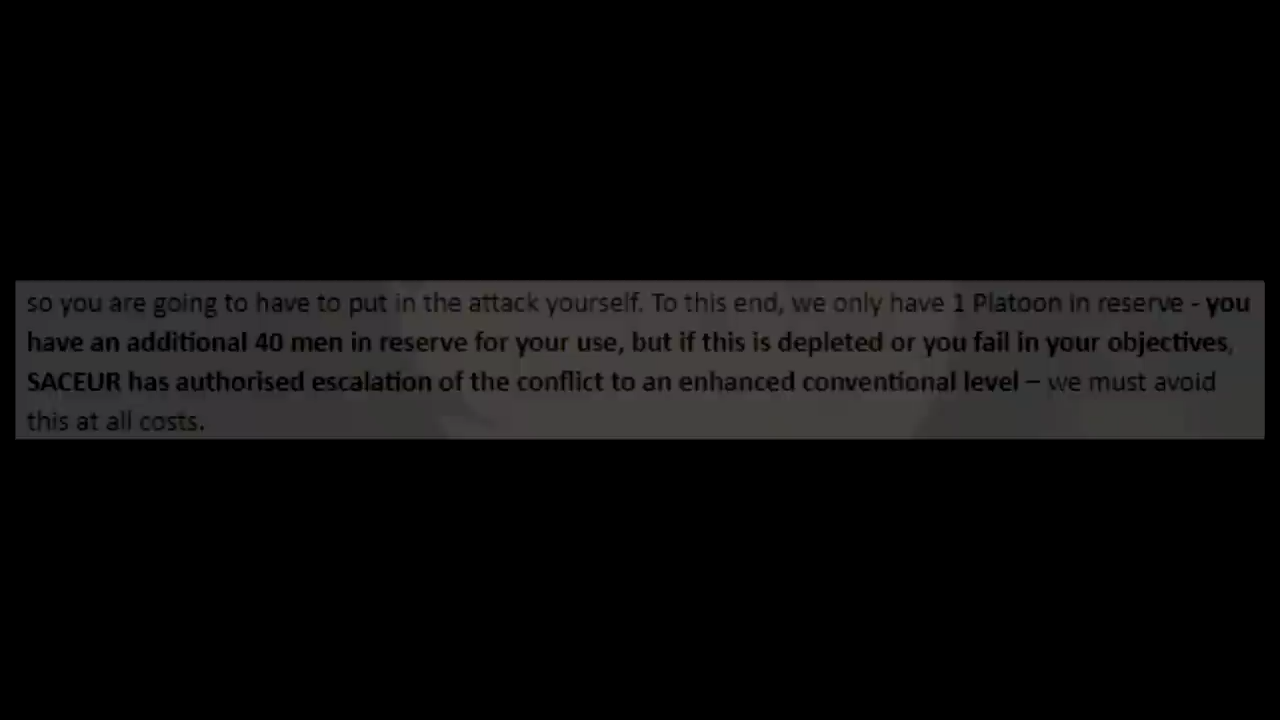 so you are going to have to put in the attack yourself. To this end, we only have 1 Platoon in reserve - you
have an additional 40 men in reserve for your use, but if this is depleted or you fail in your objectives,
SACEUR has authorised escalation of the conflict to an enhanced conventional level – we must avoid
this at all costs.